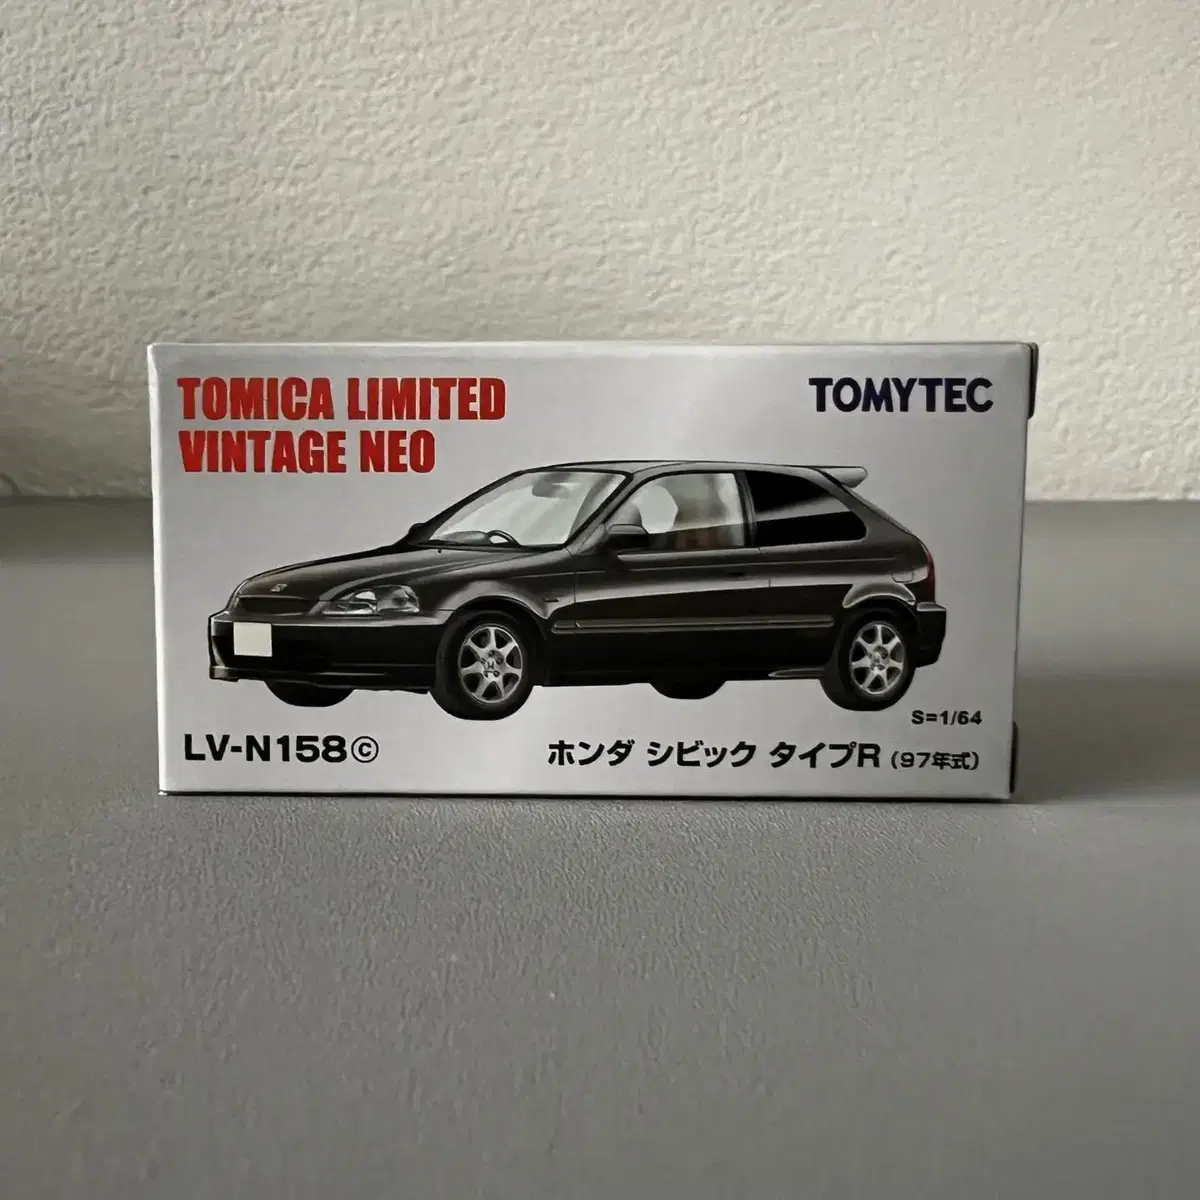 TOMICA LIMITED
VINTAGE NEO
TOMYTEC
S=1/64
LV-N158ⓒ
ホンダ シビック タイプR (97年式)